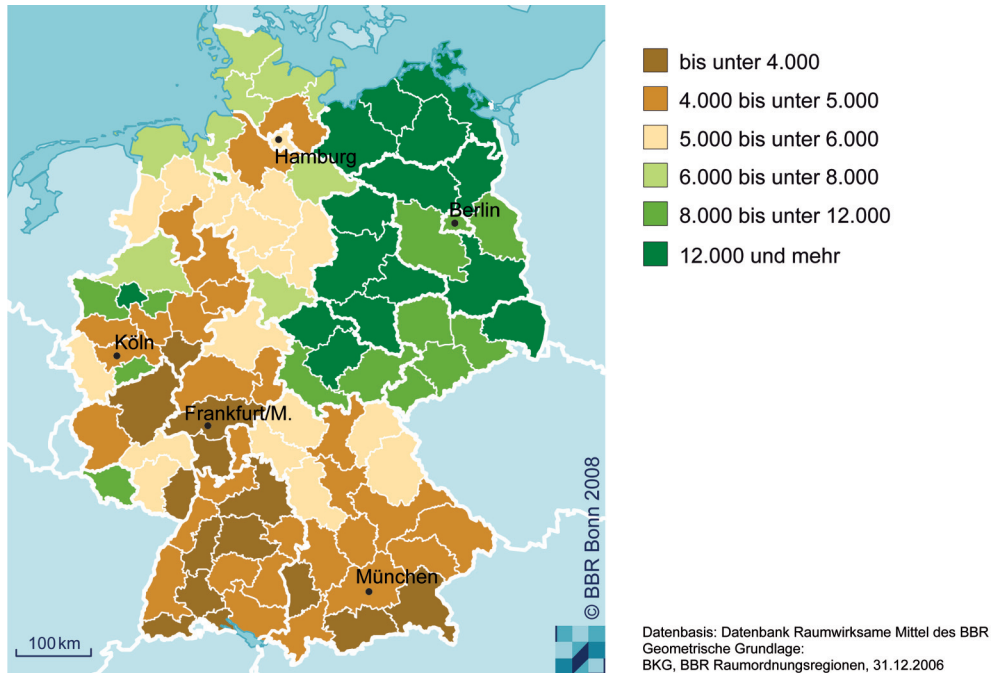 bis unter 4.000
4.000 bis unter 5.000
5.000 bis unter 6.000
6.000 bis unter 8.000
8.000 bis unter 12.000
12.000 und mehr
Hamburg
Berlin
Köln
Frankfurt/M.
München
100 km
© BBR Bonn 2008
Datenbasis: Datenbank Raumwirksame Mittel des BBR
Geometrische Grundlage:
BKG, BBR Raumordnungsregionen, 31.12.2006